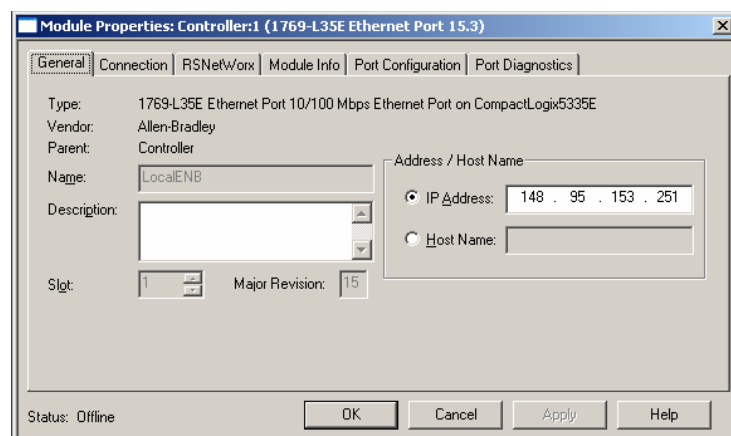 Module Properties: Controller:1 (1769-L35E Ethernet Port 15.3)
General Connection RSNetWorx Module Info Port Configuration Port Diagnostics
Type: 1769-L35E Ethernet Port 10/100 Mbps Ethernet Port on CompactLogix5335E
Vendor: Allen-Bradley
Parent: Controller
Name: LocalENB
Description:
Slot: 1 Major Revision: 15
Address / Host Name
IP Address: 148 . 95 . 153 . 251
Host Name:
Status: Offline
OK Cancel Apply Help